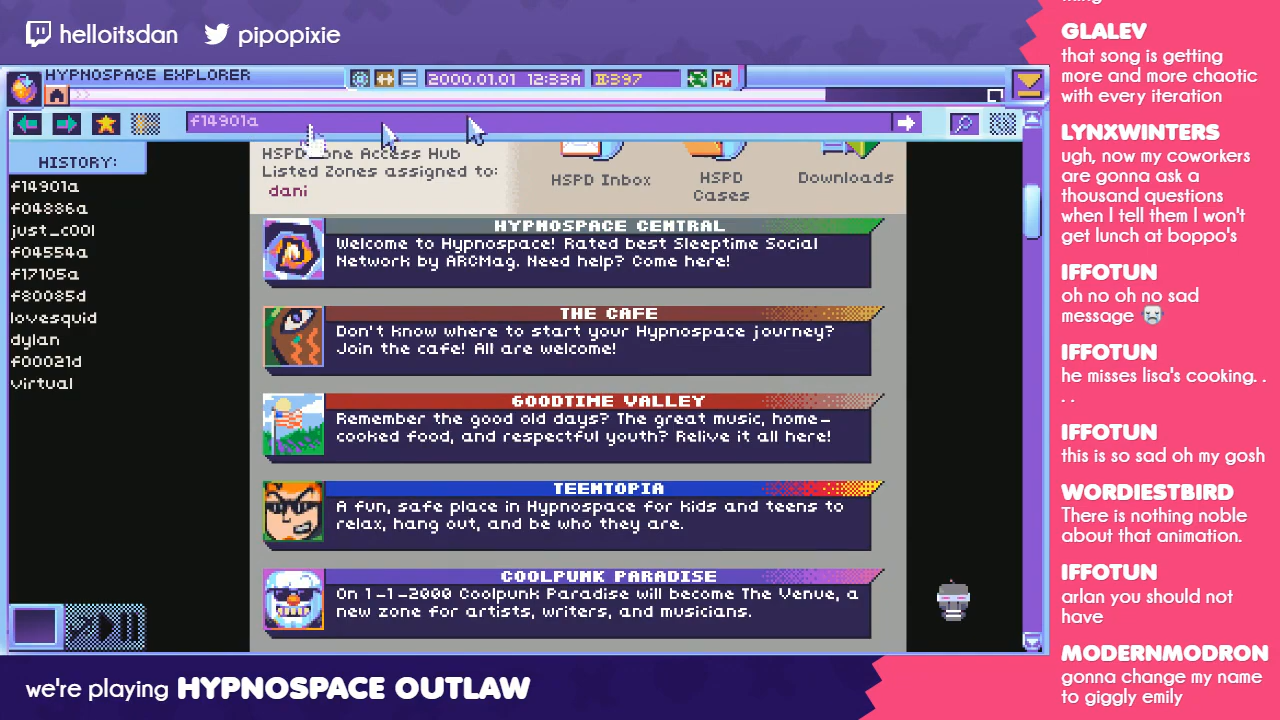 helloitsdan pipopixie
HYPNOSPACE EXPLORER
2000.01.01 12:33A
397
f14901a
HISTORY:
f14901a
f04886a
just_c00l
f04554a
f17105a
f80085d
lovesquid
dylan
f00021d
virtual
HSPD Zone Access Hub
Listed Zones assigned to:
dani
HSPD Inbox
HSPD
Cases
Downloads
HYPNOSPACE CENTRAL
Welcome to Hypnospace! Rated best Sleeptime Social
Network by ARCMag. Need help? Come here!
THE CAFE
Don't know where to start your Hypnospace journey?
Join the cafe! All are welcome!
GOODTIME VALLEY
Remember the good old days? The great music, home-
cooked food, and respectful youth? Relive it all here!
TEENTOPIA
A fun, safe place in Hypnospace for kids and teens to
relax, hang out, and be who they are.
COOLPUNK PARADISE
On 1-1-2000 Coolpunk Paradise will become The Venue, a
new zone for artists, writers, and musicians.
we're playing HYPNOSPACE OUTLAW
GLALEV
that song is getting
more and more chaotic
with every iteration
LYNXWINTERS
ugh, now my coworkers
are gonna ask a
thousand questions
when I tell them I won't
get lunch at boppo's
IFFOTUN
oh no oh no sad
message
IFFOTUN
he misses lisa's cooking. .
. .
IFFOTUN
this is so sad oh my gosh
WORDIESTBIRD
There is nothing noble
about that animation.
IFFOTUN
arlan you should not
have
MODERNMODRON
gonna change my name
to giggly emily